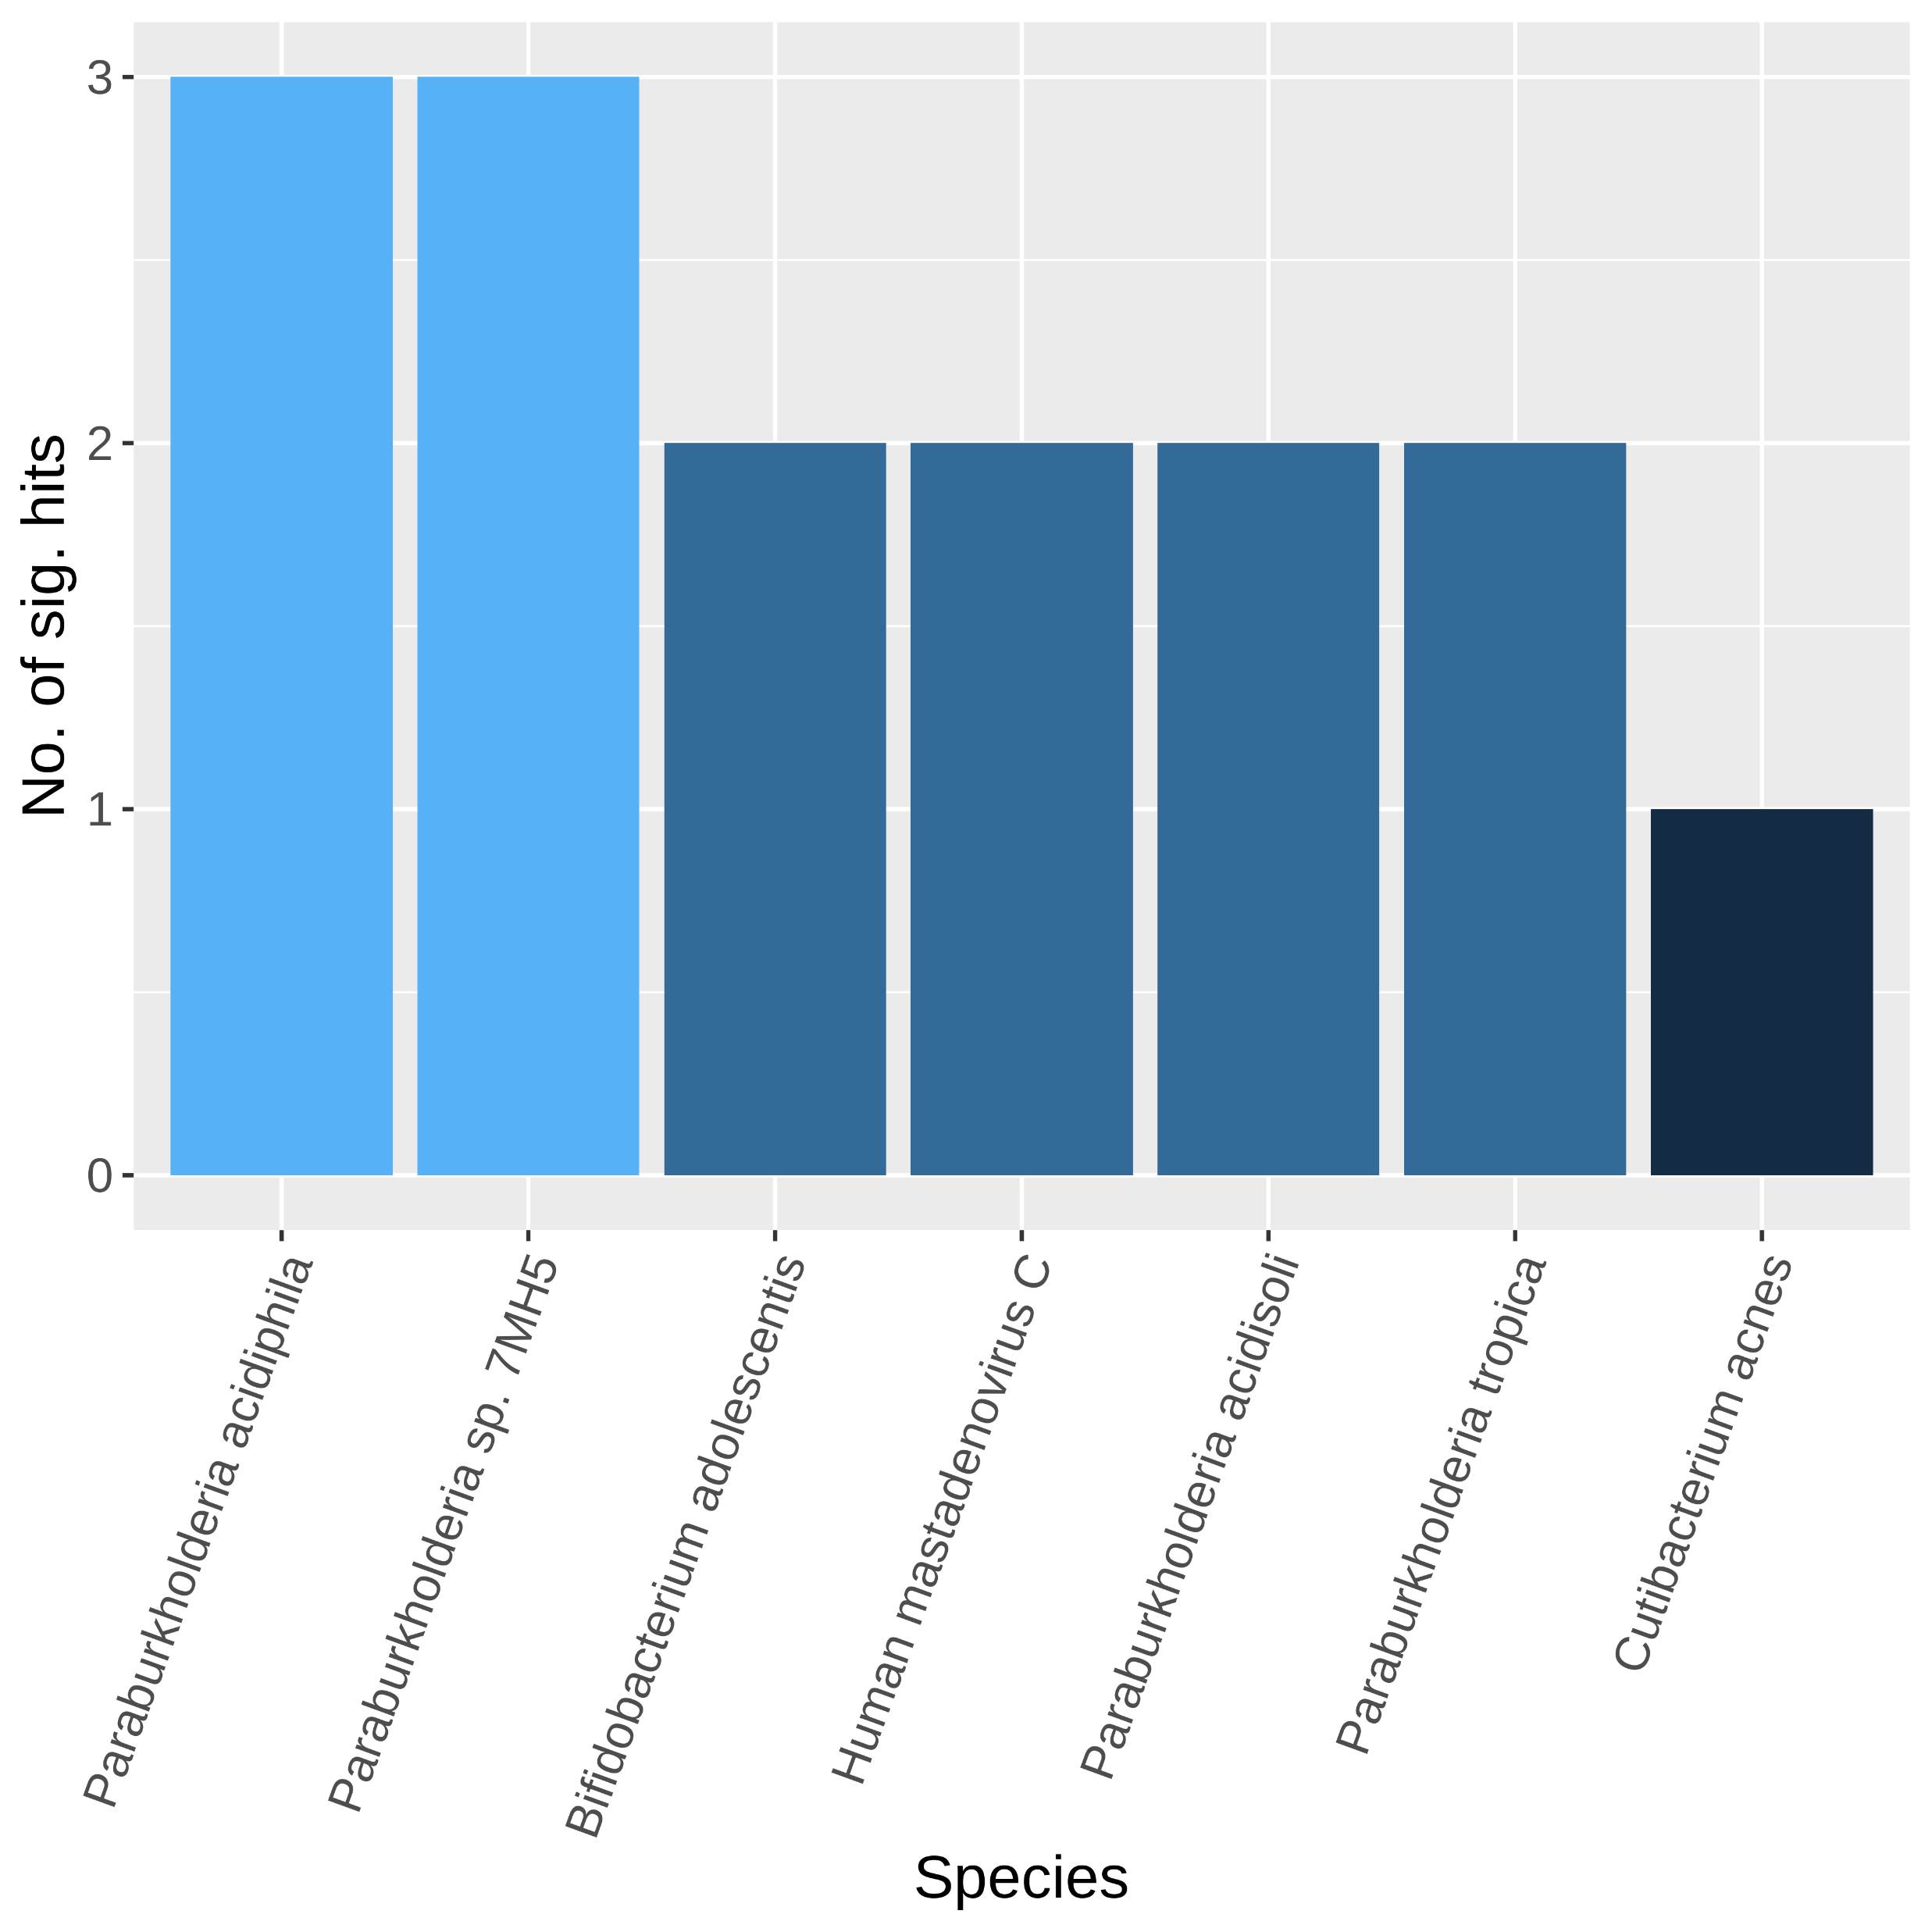 No. of sig. hits
3
2
1
0
Paraburkholderia acidiphila
Paraburkholderia sp. 7MH5
Bifidobacterium adolescentis
Human mastadenovirus C
Paraburkholderia acidisoli
Paraburkholderia tropica
Cutibacterium acnes
Species